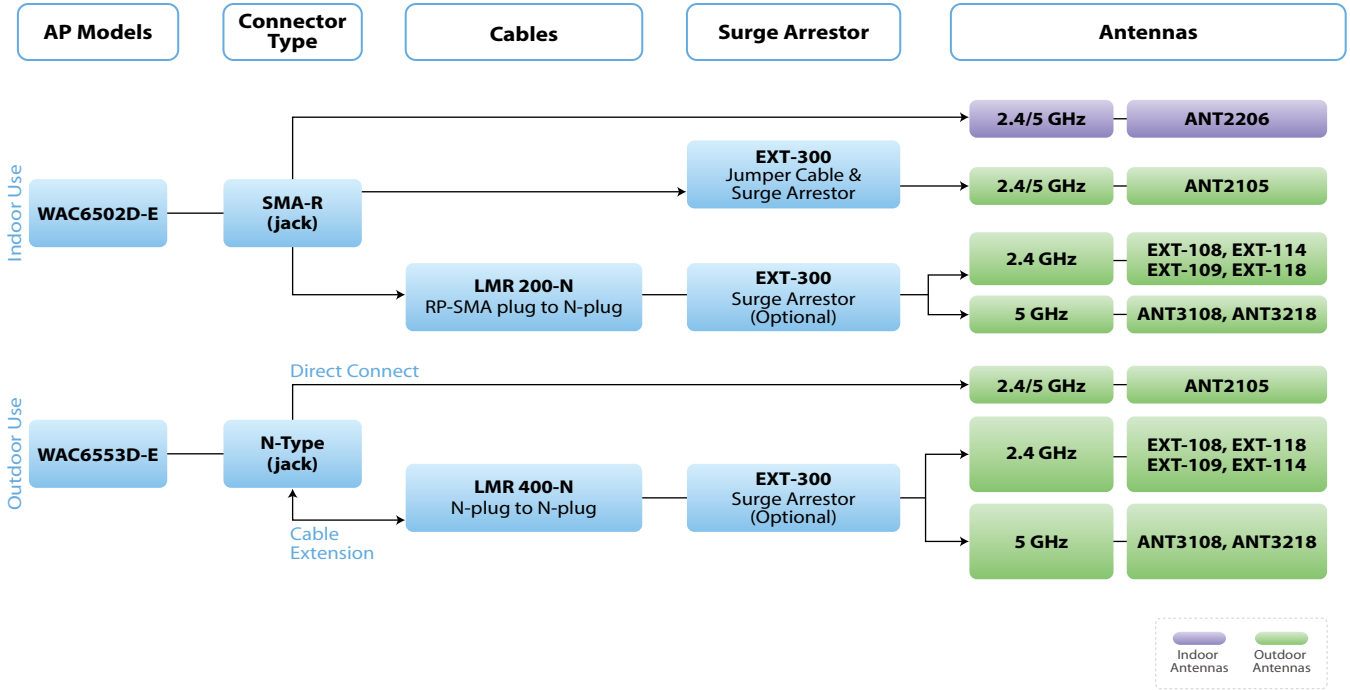 AP Models
Connector
Type
Cables
Surge Arrestor
Antennas
Indoor Use
WAC6502D-E
SMA-R
(jack)
2.4/5 GHz
ANT2206
EXT-300
Jumper Cable &
Surge Arrestor
2.4/5 GHz
ANT2105
LMR 200-N
RP-SMA plug to N-plug
EXT-300
Surge Arrestor
(Optional)
2.4 GHz
EXT-108, EXT-114
EXT-109, EXT-118
5 GHz
ANT3108, ANT3218
Outdoor Use
WAC6553D-E
N-Type
(jack)
Direct Connect
2.4/5 GHz
ANT2105
Cable
Extension
LMR 400-N
N-plug to N-plug
EXT-300
Surge Arrestor
(Optional)
2.4 GHz
EXT-108, EXT-118
EXT-109, EXT-114
5 GHz
ANT3108, ANT3218
Indoor
Antennas
Outdoor
Antennas